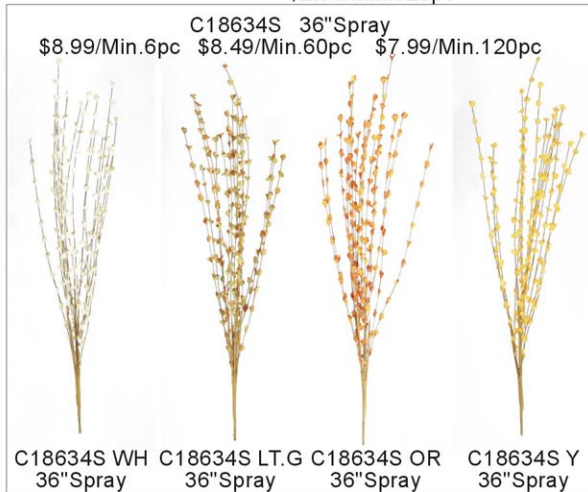 C18634S 36"Spray
$8.99/Min.6pc $8.49/Min.60pc $7.99/Min.120pc
C18634S WH C18634S LT.G C18634S OR C18634S Y
36"Spray 36"Spray 36"Spray 36"Spray